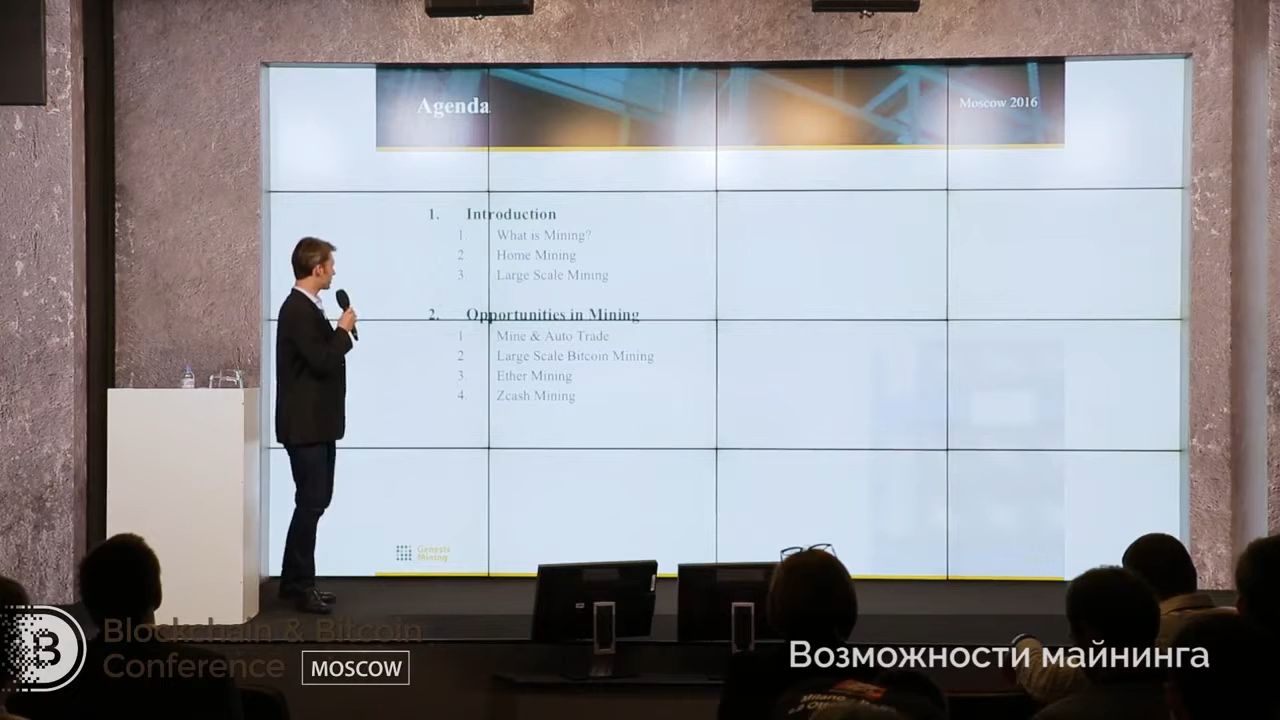 Agenda
Moscow 2016
1. Introduction
1 What is Mining?
2 Home Mining
3. Large Scale Mining
2. Opportunities in Mining
1 Mine & Auto Trade
2 Large Scale Bitcoin Mining
3. Ether Mining
4. Zcash Mining
Genesis
Mining
Blockchain & Bitcoin
Conference MOSCOW
Возможности майнинга
Milano